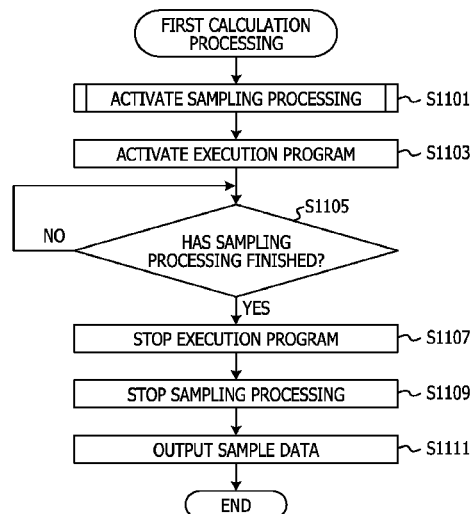 FIRST CALCULATION
PROCESSING
ACTIVATE SAMPLING PROCESSING
S1101
ACTIVATE EXECUTION PROGRAM
S1103
S1105
NO
HAS SAMPLING
PROCESSING FINISHED?
YES
STOP EXECUTION PROGRAM
S1107
STOP SAMPLING PROCESSING
S1109
OUTPUT SAMPLE DATA
S1111
END